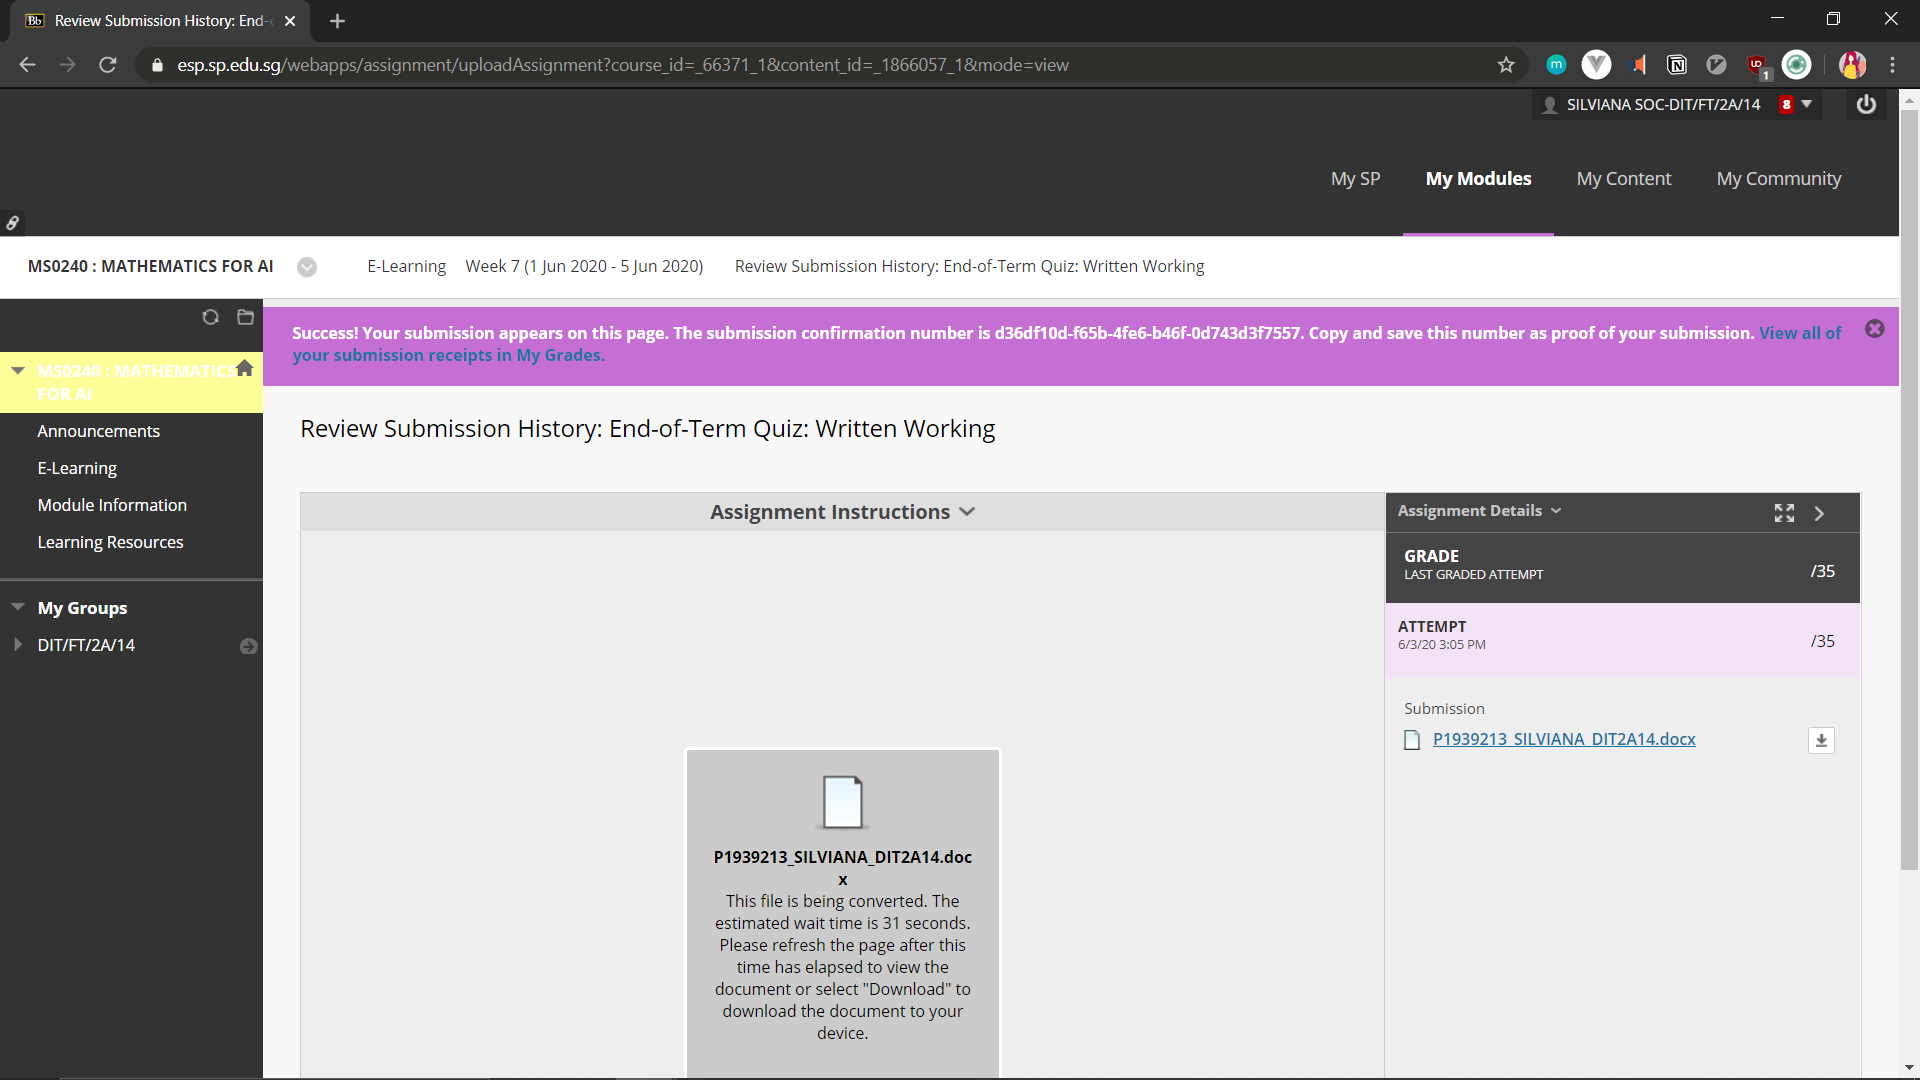 Review Submission History: End-
esp.sp.edu.sg/webapps/assignment/uploadAssignment?course_id=_66371_1&content_id=_1866057_1&mode=view
SILVIANA SOC-DIT/FT/2A/14 8
My SP My Modules My Content My Community
MS0240 : MATHEMATICS FOR AI E-Learning Week 7 (1 Jun 2020 - 5 Jun 2020) Review Submission History: End-of-Term Quiz: Written Working
Success! Your submission appears on this page. The submission confirmation number is d36df10d-f65b-4fe6-b46f-0d743d3f7557. Copy and save this number as proof of your submission. View all of
your submission receipts in My Grades.
MS0240 : MATHEMATICS
FOR AI
Announcements
E-Learning
Module Information
Learning Resources
My Groups
DIT/FT/2A/14
Review Submission History: End-of-Term Quiz: Written Working
Assignment Instructions
P1939213_SILVIANA_DIT2A14.doc
x
This file is being converted. The
estimated wait time is 31 seconds.
Please refresh the page after this
time has elapsed to view the
document or select "Download" to
download the document to your
device.
Assignment Details
GRADE
LAST GRADED ATTEMPT /35
ATTEMPT
6/3/20 3:05 PM /35
Submission
P1939213_SILVIANA_DIT2A14.docx